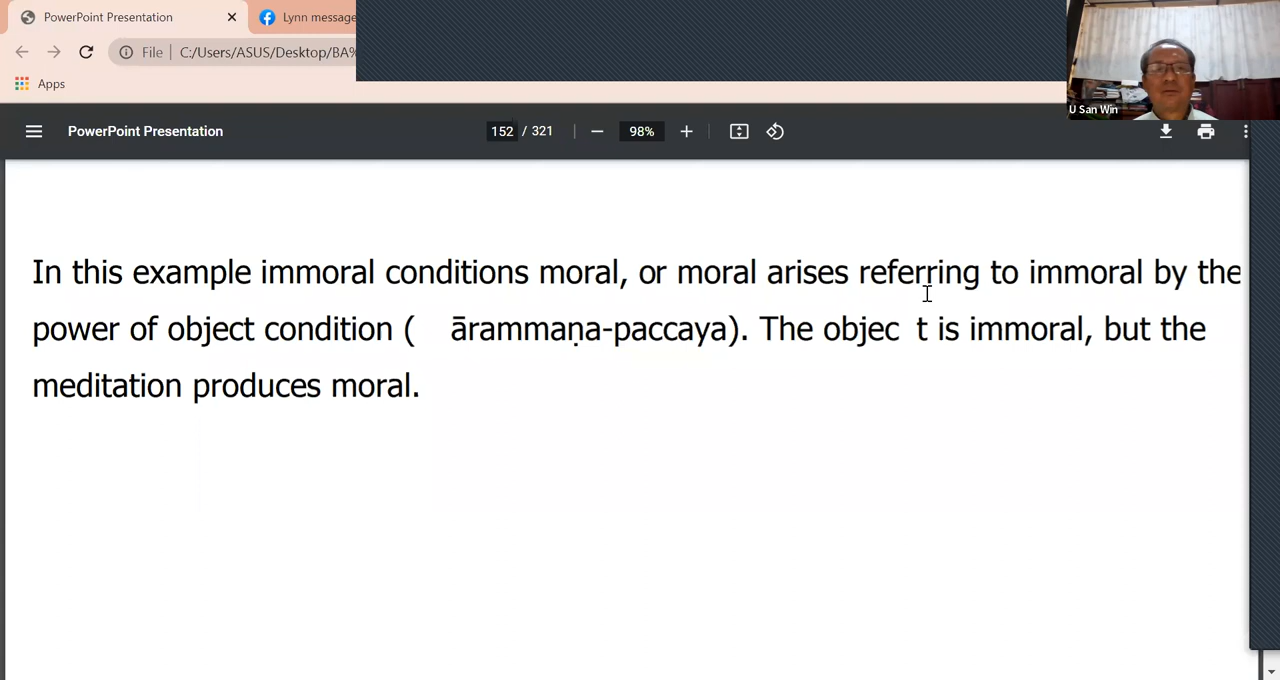 PowerPoint Presentation
Lynn message
File C:/Users/ASUS/Desktop/BA%
Apps
U San Win
PowerPoint Presentation 152 / 321 98%
In this example immoral conditions moral, or moral arises referring to immoral by the
power of object condition ( ārammaṇa-paccaya). The objec t is immoral, but the
meditation produces moral.